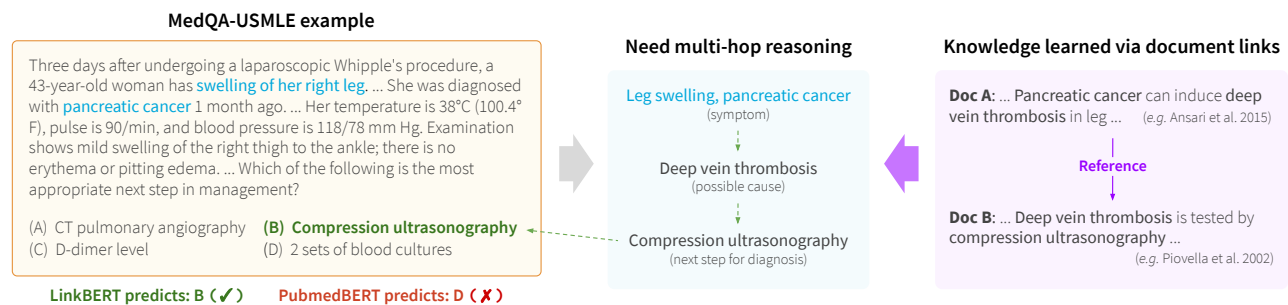 MedQA-USMLE example
Three days after undergoing a laparoscopic Whipple's procedure, a
43-year-old woman has swelling of her right leg. ... She was diagnosed
with pancreatic cancer 1 month ago. ... Her temperature is 38°C (100.4°
F), pulse is 90/min, and blood pressure is 118/78 mm Hg. Examination
shows mild swelling of the right thigh to the ankle; there is no
erythema or pitting edema. ... Which of the following is the most
appropriate next step in management?
(A) CT pulmonary angiography (B) Compression ultrasonography
(C) D-dimer level (D) 2 sets of blood cultures
LinkBERT predicts: B (✓) PubmedBERT predicts: D (✗)
Need multi-hop reasoning
Leg swelling, pancreatic cancer
(symptom)
Deep vein thrombosis
(possible cause)
Compression ultrasonography
(next step for diagnosis)
Knowledge learned via document links
Doc A: ... Pancreatic cancer can induce deep
vein thrombosis in leg ... (e.g. Ansari et al. 2015)
Reference
Doc B: ... Deep vein thrombosis is tested by
compression ultrasonography ...
(e.g. Piovella et al. 2002)